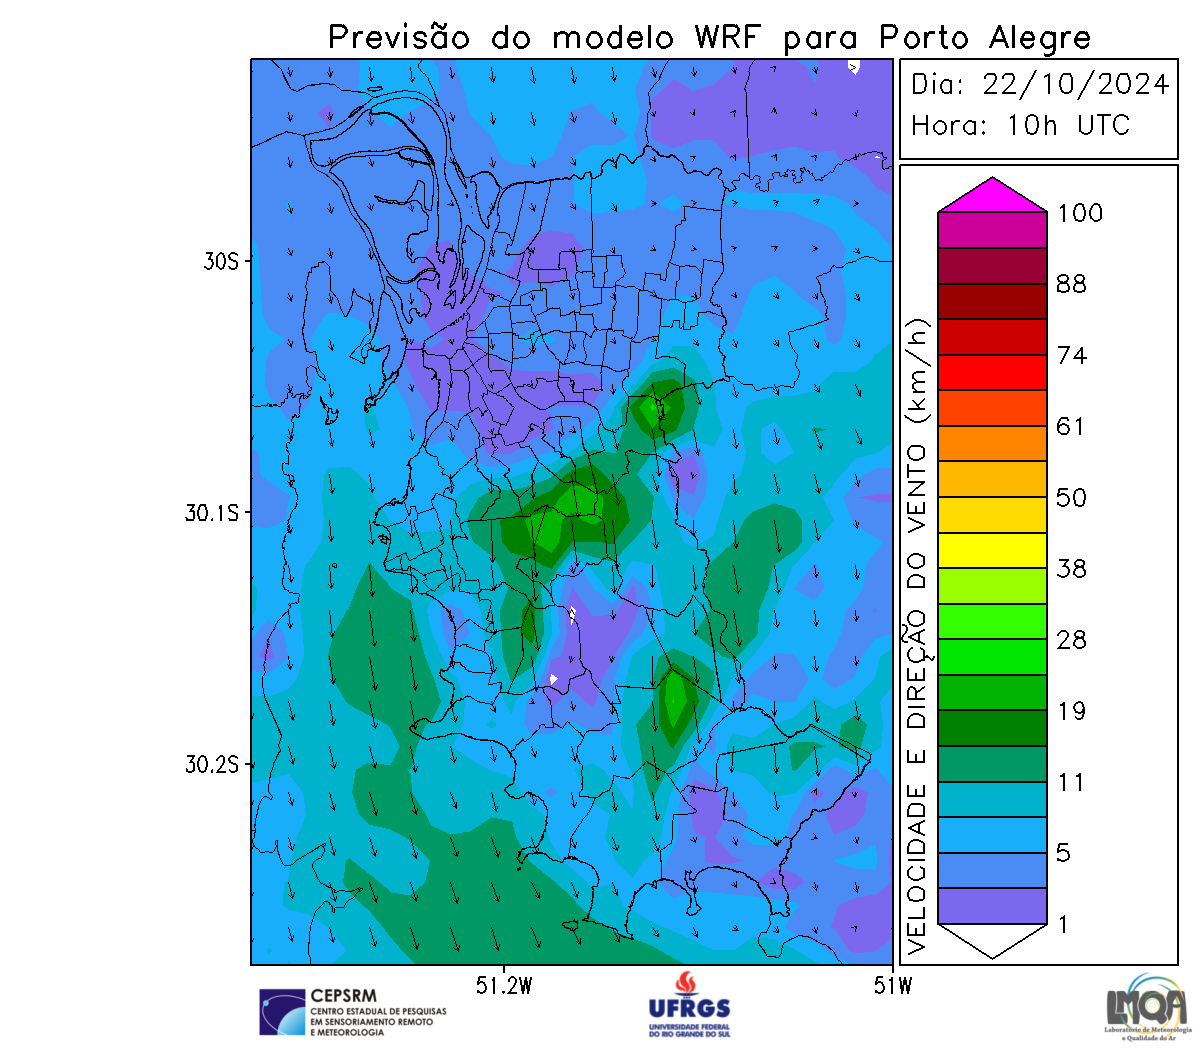 Previsão do modelo WRF para Porto Alegre
Dia: 22/10/2024
Hora: 10h UTC
30S
30.1S
30.2S
51.2W
51W
VELOCIDADE E DIREÇÃO DO VENTO (km/h)
100
88
74
61
50
38
28
19
11
5
1
CEPSRM
CENTRO ESTADUAL DE PESQUISAS
EM SENSORIAMENTO REMOTO
E METEOROLOGIA
UFRGS
UNIVERSIDADE FEDERAL
DO RIO GRANDE DO SUL
LMQA
Laboratório de Meteorologia
e Qualidade do Ar